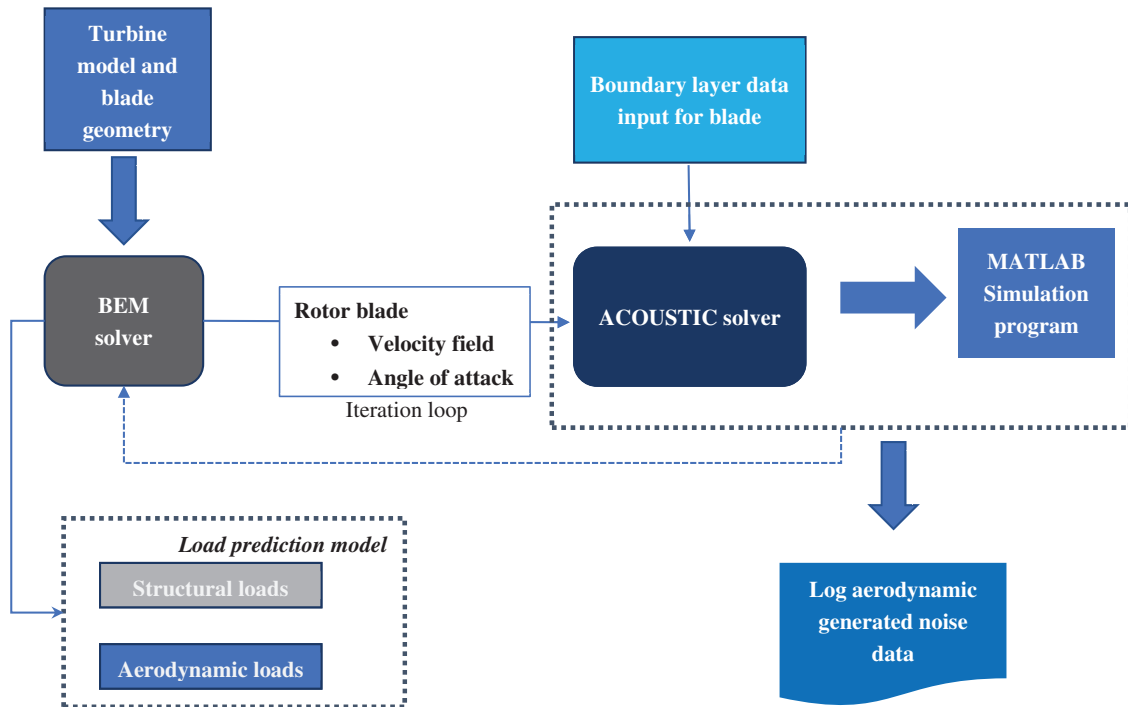 Turbine
model and
blade
geometry
Boundary layer data
input for blade
BEM
solver
Rotor blade
• Velocity field
• Angle of attack
Iteration loop
ACOUSTIC solver
MATLAB
Simulation
program
Load prediction model
Structural loads
Aerodynamic loads
Log aerodynamic
generated noise
data